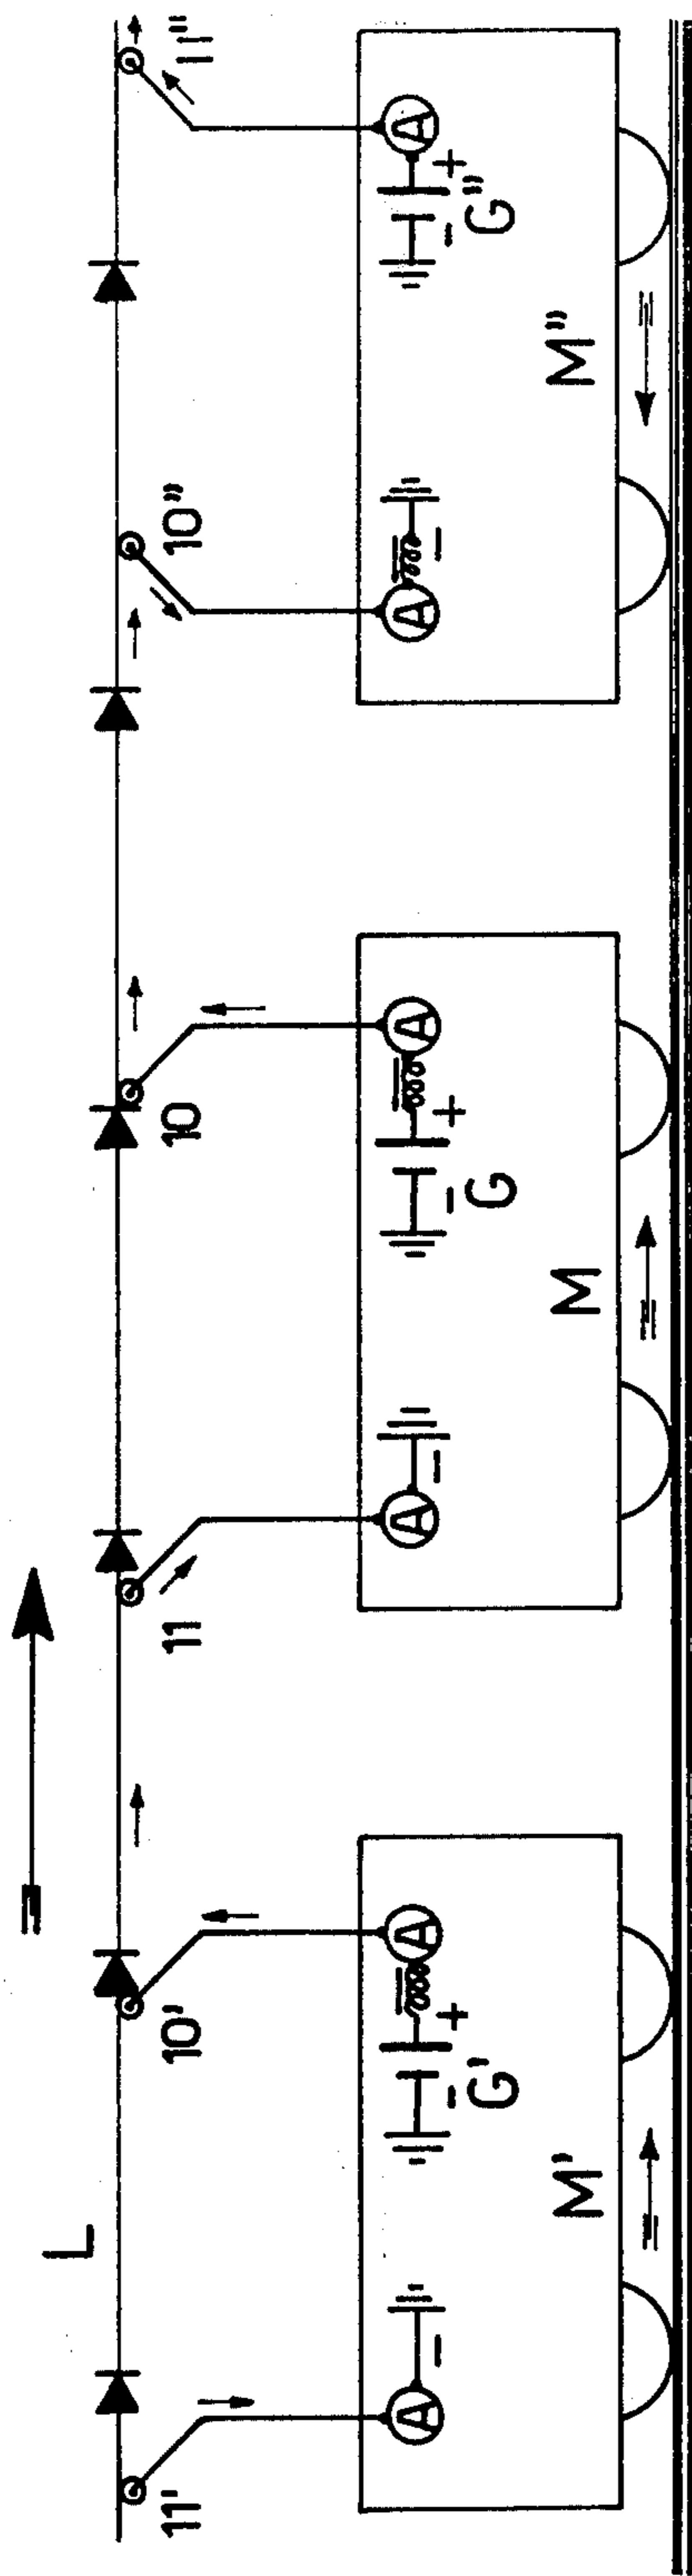 L
11' 10' 11 10 10" 11"
A A A A A A
− − + − − + − − +
G' G G"
M' M M"